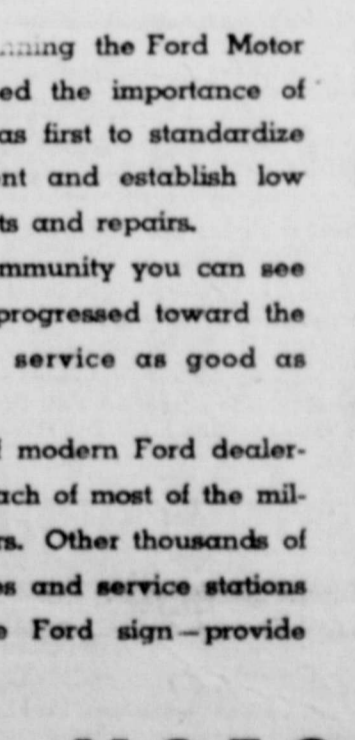 the Ford Motor
ed the importance of
as first to standardize
nt and establish low
ts and repairs.
mmunity you can see
progressed toward the
service as good as
modern Ford dealer-
ach of most of the mil-
rs. Other thousands of
es and service stations
Ford sign—provide